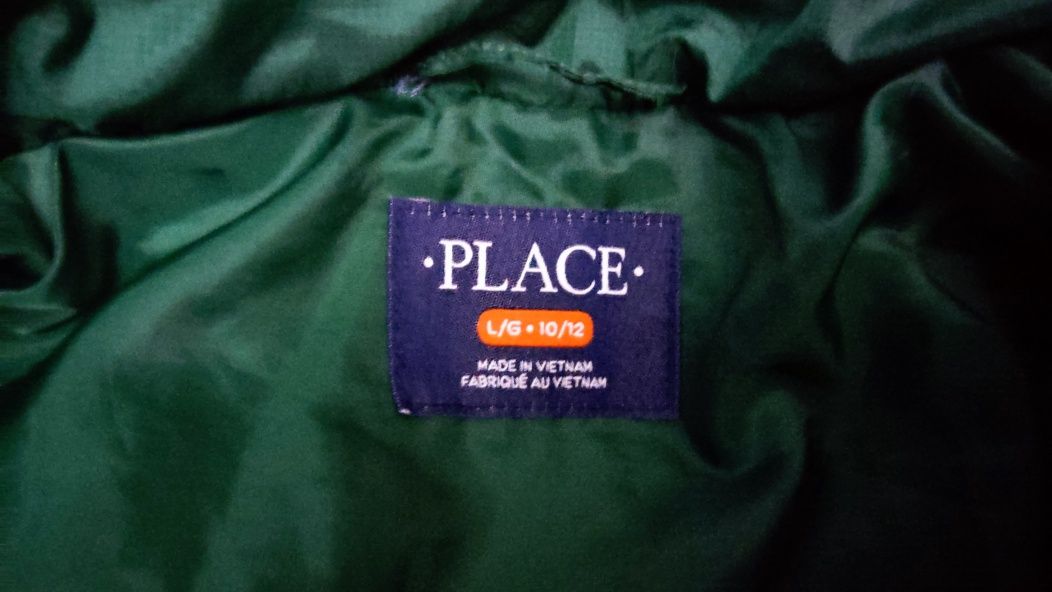 ·PLACE·
L/G • 10/12
MADE IN VIETNAM
FABRIQUÉ AU VIETNAM